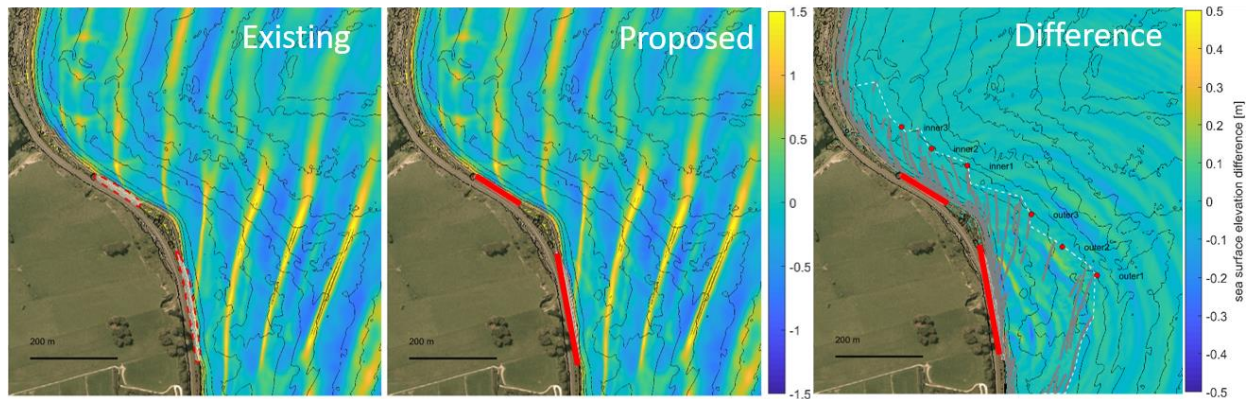 Existing
Proposed
Difference
1.5
1
0.5
0
-0.5
-1
-1.5
0.5
0.4
0.3
0.2
0.1
0
-0.1
-0.2
-0.3
-0.4
-0.5
sea surface elevation difference [m]
inner3
inner2
inner1
outer3
outer2
outer1
200 m
200 m
200 m